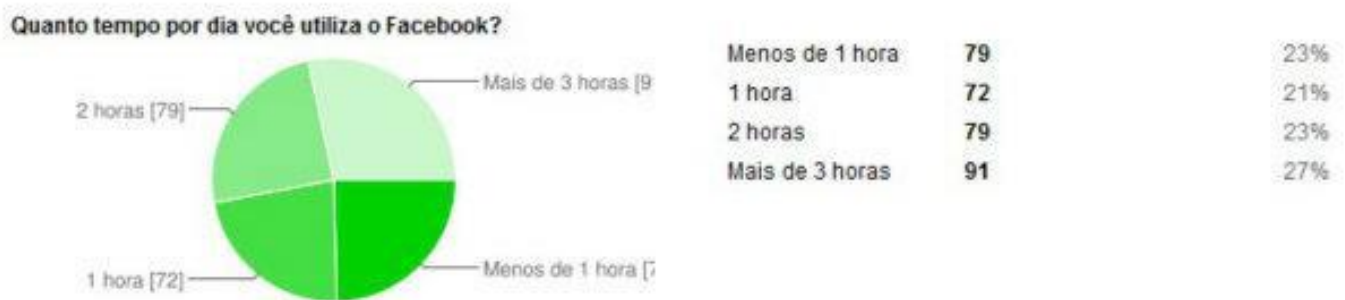 Quanto tempo por dia você utiliza o Facebook?
Mais de 3 horas [9
2 horas [79]
1 hora [72]
Menos de 1 hora [7
Menos de 1 hora 79 23%
1 hora 72 21%
2 horas 79 23%
Mais de 3 horas 91 27%